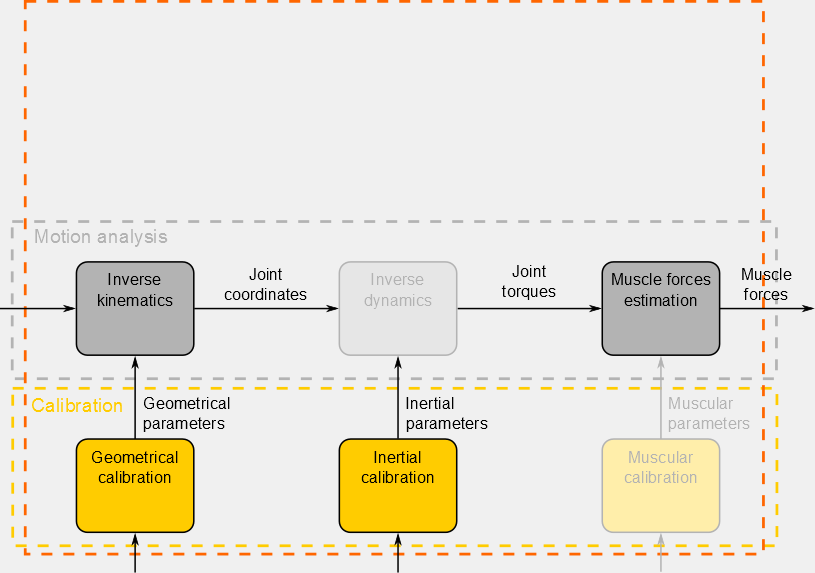 Motion analysis
Inverse
kinematics
Joint
coordinates
Inverse
dynamics
Joint
torques
Muscle forces
estimation
Muscle
forces
Calibration
Geometrical
parameters
Inertial
parameters
Muscular
parameters
Geometrical
calibration
Inertial
calibration
Muscular
calibration